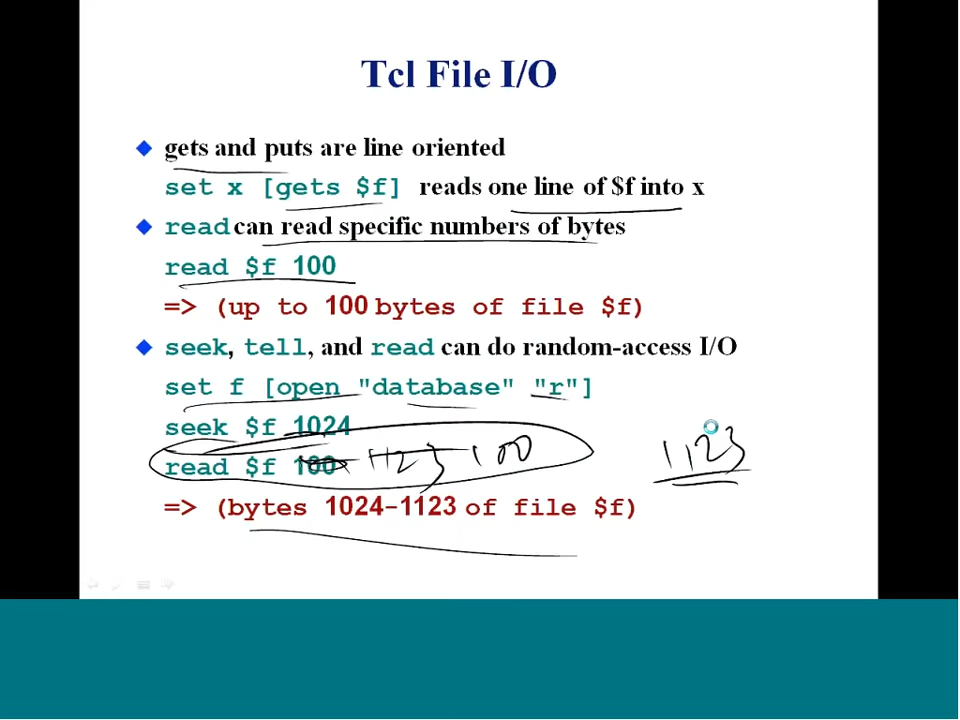 Tcl File I/O
gets and puts are line oriented
set x [gets $f] reads one line of $f into x
read can read specific numbers of bytes
read $f 100
=> (up to 100 bytes of file $f)
seek, tell, and read can do random-access I/O
set f [open "database" "r"]
seek $f 1024
read $f 100 1123 100 1123
=> (bytes 1024-1123 of file $f)